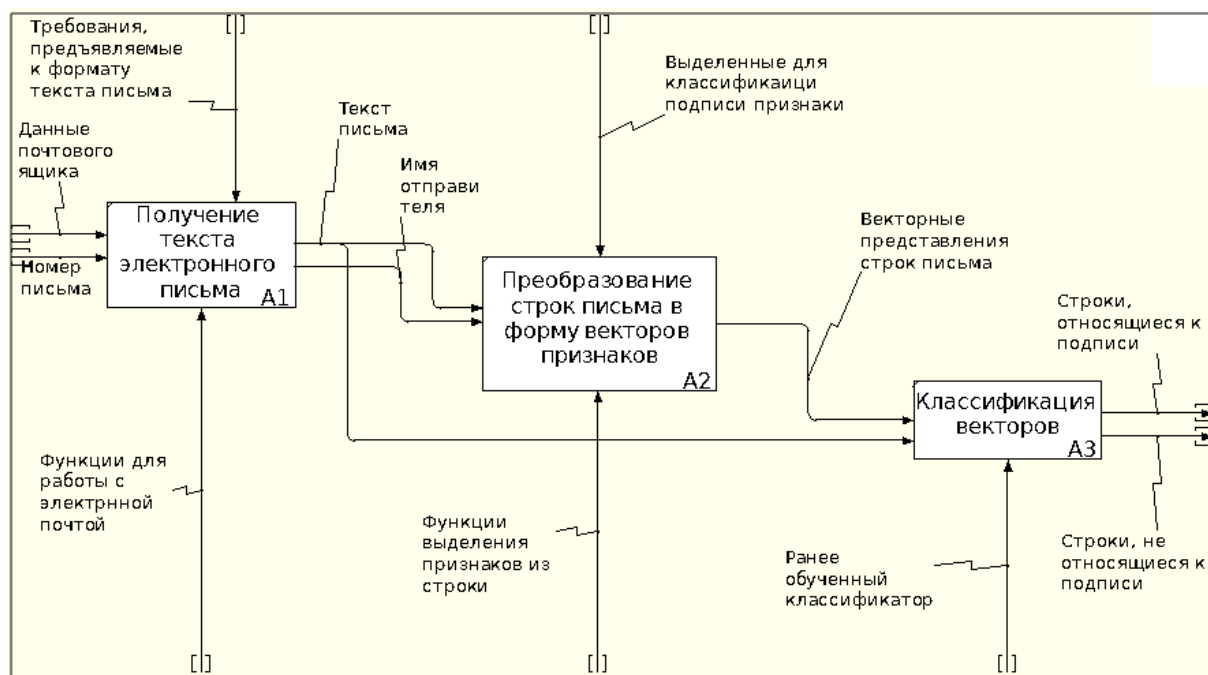 Требования,
предъявляемые
к формату
текста письма
Данные
почтового
ящика
Номер
письма
Получение
текста
электронного
письма
A1
Текст
письма
Имя
отправи
теля
Выделенные для
классификаици
подписи признаки
Преобразование
строк письма в
форму векторов
признаков
A2
Векторные
представления
строк письма
Классификация
векторов
A3
Строки,
относящиеся к
подписи
Строки, не
относящиеся к
подписи
Функции для
работы с
электрнной
почтой
Функции
выделения
признаков из
строки
Ранее
обученный
классификатор